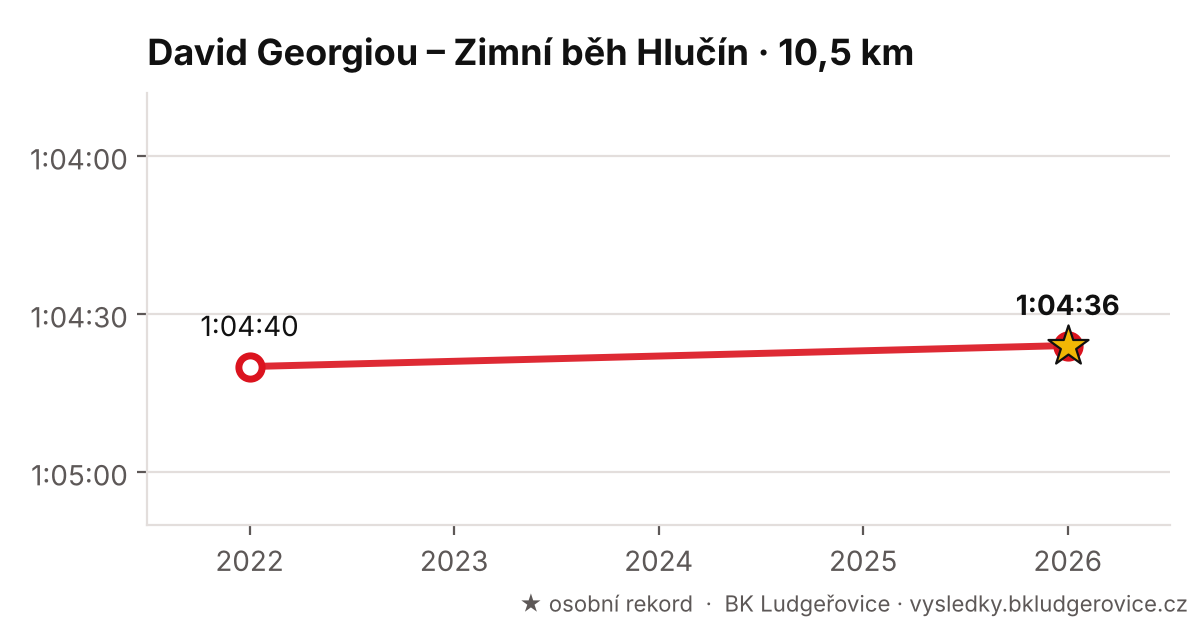 David Georgiou – Zimní běh Hlučín · 10,5 km
1:04:00
1:04:30
1:05:00
1:04:40
1:04:36
2022 2023 2024 2025 2026
★ osobní rekord · BK Ludgeřovice · vysledky.bkludgerovice.cz